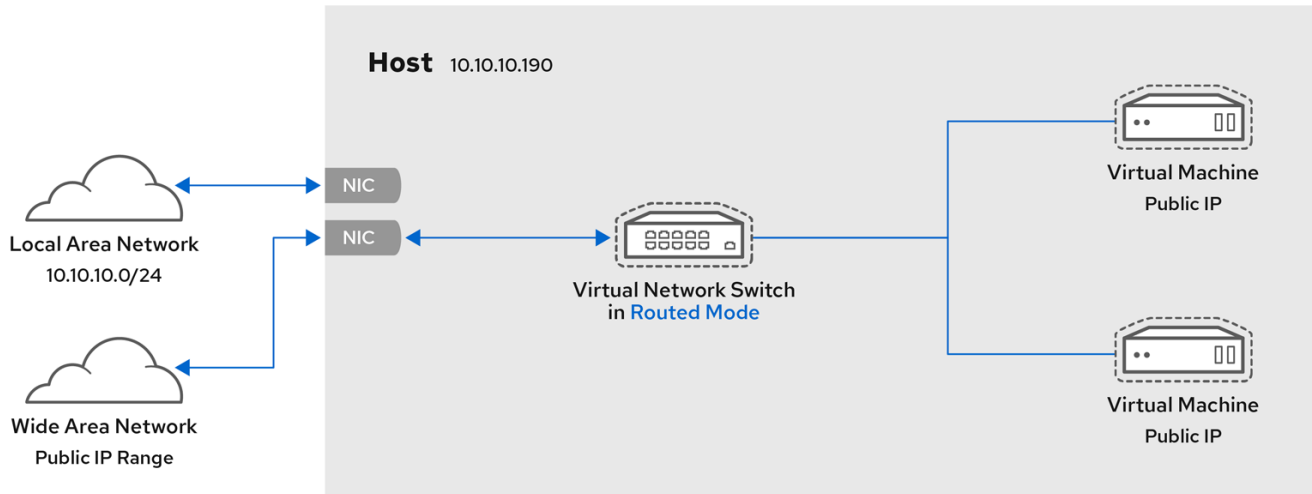 Host 10.10.10.190
NIC
Local Area Network
10.10.10.0/24
NIC
Wide Area Network
Public IP Range
Virtual Network Switch
in Routed Mode
Virtual Machine
Public IP
Virtual Machine
Public IP